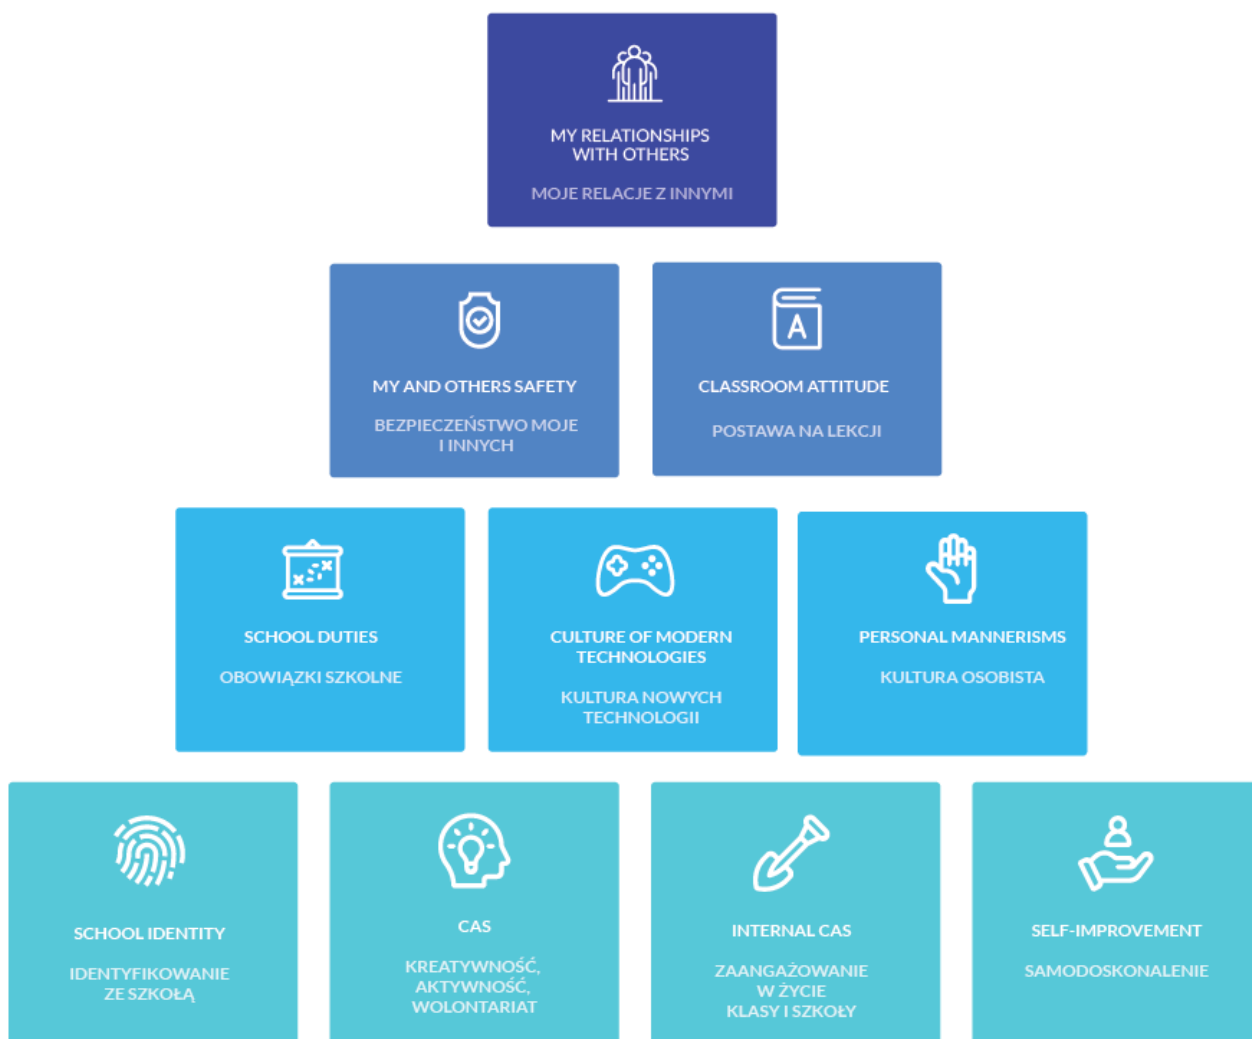 MY RELATIONSHIPS
WITH OTHERS
MOJE RELACJE Z INNYMI
MY AND OTHERS SAFETY
BEZPIECZEŃSTWO MOJE
I INNYCH
A
CLASSROOM ATTITUDE
POSTAWA NA LEKCJI
SCHOOL DUTIES
OBOWIĄZKI SZKOLNE
CULTURE OF MODERN
TECHNOLOGIES
KULTURA NOWYCH
TECHNOLOGII
PERSONAL MANNERISMS
KULTURA OSOBISTA
SCHOOL IDENTITY
IDENTYFIKOWANIE
ZE SZKOŁĄ
CAS
KREATYWNOŚĆ,
AKTYWNOŚĆ,
WOLONTARIAT
INTERNAL CAS
ZAANGAŻOWANIE
W ŻYCIE
KLASY I SZKOŁY
SELF-IMPROVEMENT
SAMODOSKONALENIE